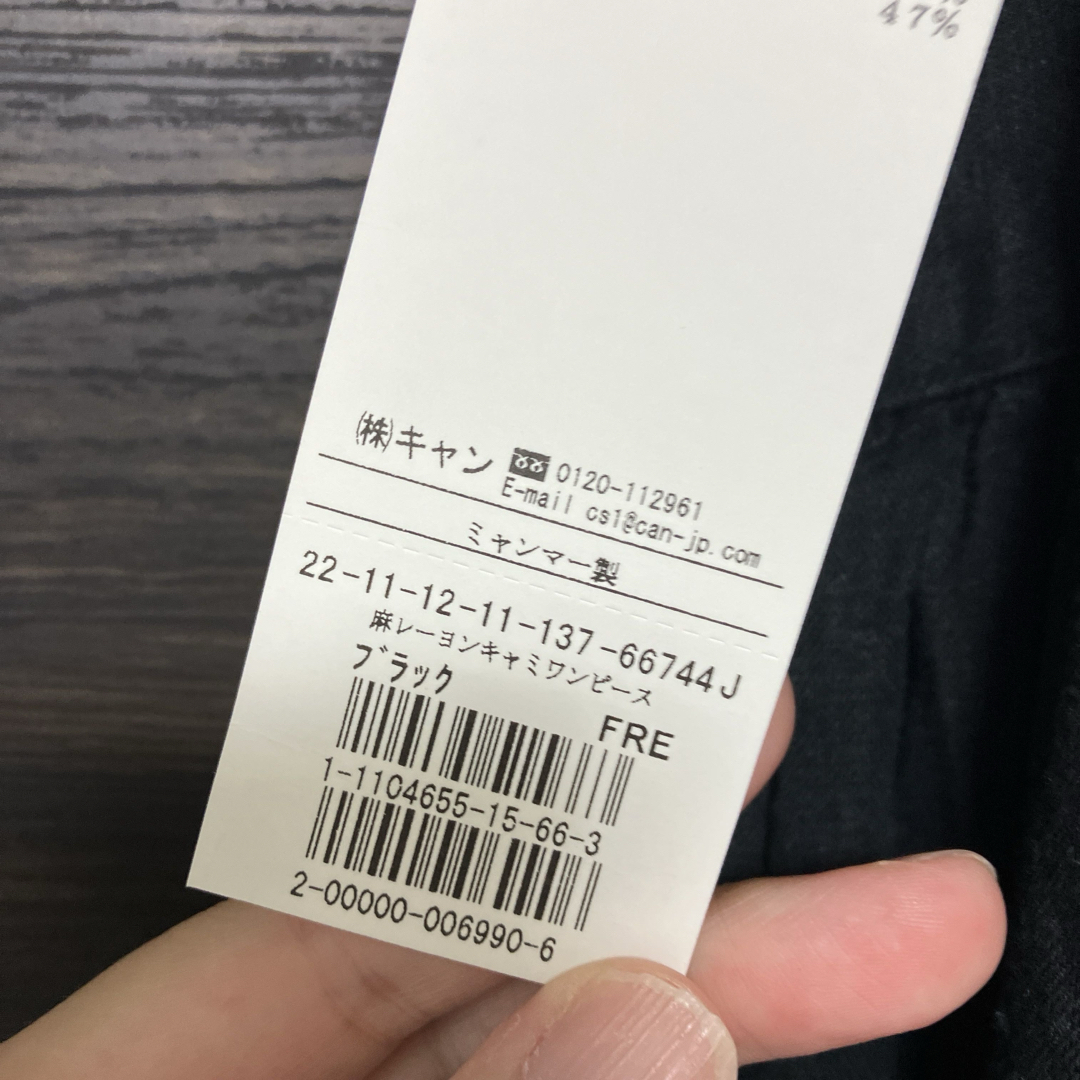 47%
㈱キャン 0120-112961
E-mail cs1@can-jp.com
ミャンマー製
22-11-12-11-137-66744J
麻レーヨンキャミワンピース
ブラック
FRE
1-1104655-15-66-3
2-00000-006990-6